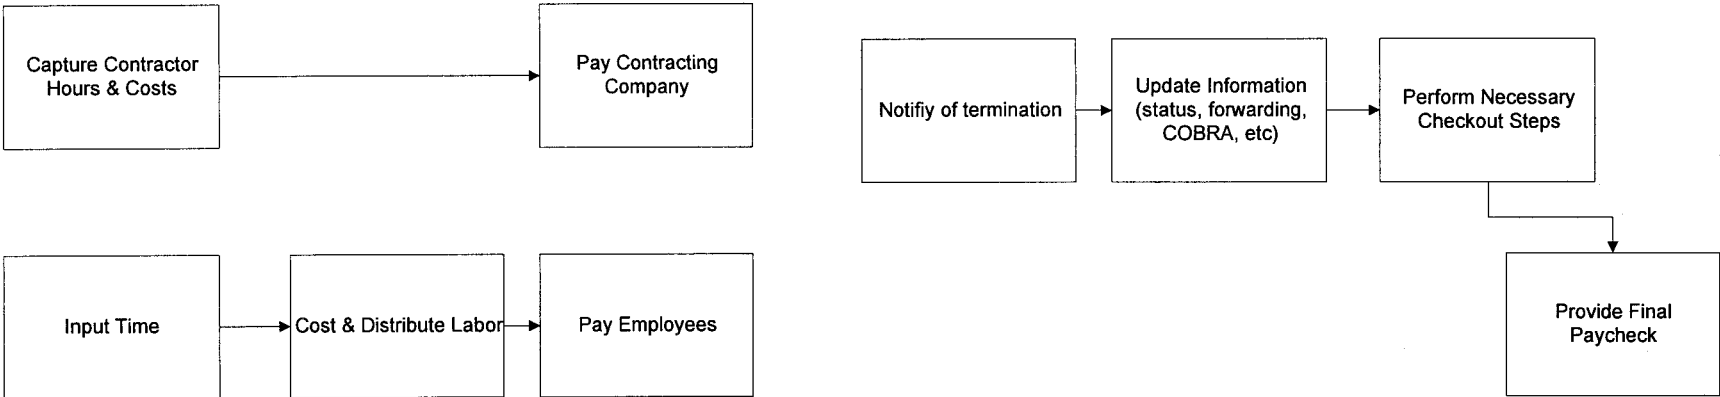 Capture Contractor
Hours & Costs
Pay Contracting
Company
Notifiy of termination
Update Information
(status, forwarding,
COBRA, etc)
Perform Necessary
Checkout Steps
Input Time
Cost & Distribute Labor
Pay Employees
Provide Final
Paycheck